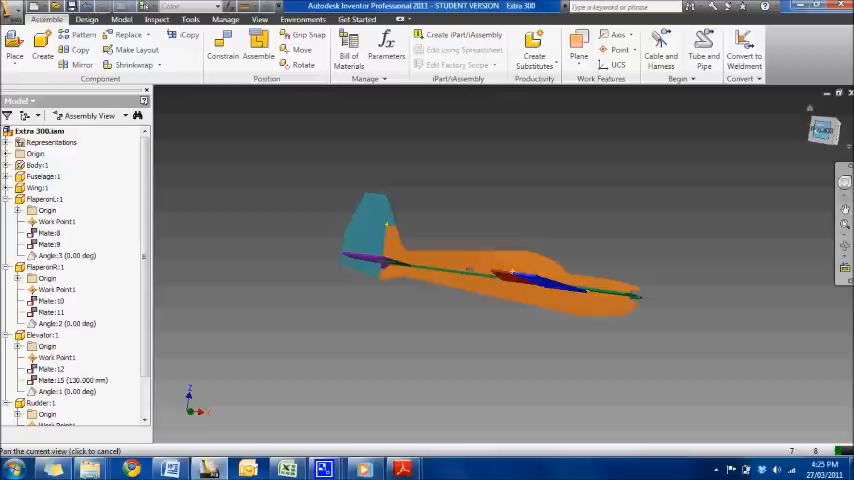 Color
Autodesk Inventor Professional 2011 - STUDENT VERSION Extra 300.iam
Type a keyword or phrase
Assembly Design Model Inspect Tools Manage View Environments Get Started
Place
Create
Pattern
Copy
Mirror
Replace
Make Layout
Shrinkwrap
iCopy
Component
Constrain
Assemble
Grip Snap
Move
Rotate
Position
Bill of
Materials
Parameters
Manage
Create iPart/iAssembly
Edit using Spreadsheet
Edit Factory Scope
iPart/iAssembly
Create
Substitutes
Productivity
Plane
Axis
Point
UCS
Work Features
Cable and
Harness
Tube and
Pipe
Begin
Convert to
Weldment
Convert
Model
Assembly View
Extra 300.iam
Representations
Origin
Body:1
Fuselage:1
Wing:1
FlaperonL:1
Origin
Work Point1
Mate:8
Mate:9
Angle:3 (0.00 deg)
FlaperonR:1
Origin
Work Point1
Mate:10
Mate:11
Angle:2 (0.00 deg)
Elevator:1
Origin
Work Point1
Mate:12
Mate:15 (130.000 mm)
Angle:1 (0.00 deg)
Rudder:1
Origin
Work Point1
Z
X
Pan the current view (click to cancel)
7 8
4:25 PM
27/03/2011